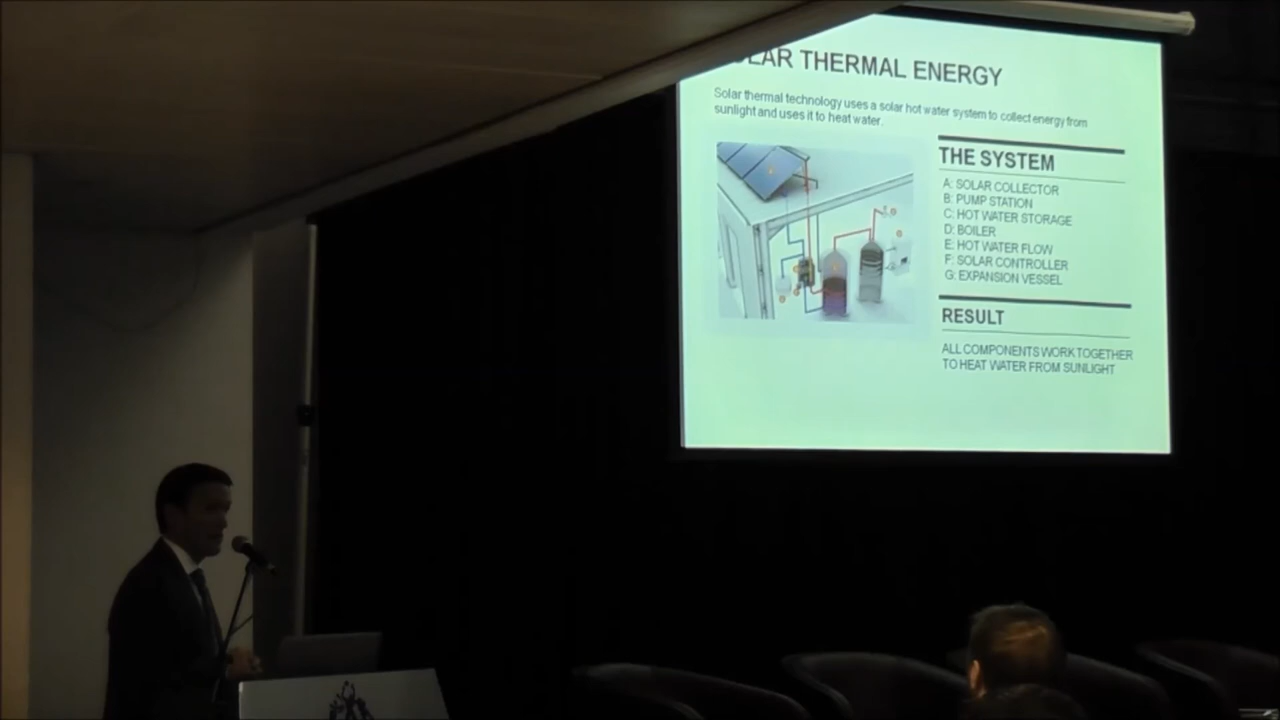 LAR THERMAL ENERGY
Solar thermal technology uses a solar hot water system to collect energy from
sunlight and uses it to heat water.
THE SYSTEM
A: SOLAR COLLECTOR
B: PUMP STATION
C: HOT WATER STORAGE
D: BOILER
E: HOT WATER FLOW
F: SOLAR CONTROLLER
G: EXPANSION VESSEL
RESULT
ALL COMPONENTS WORK TOGETHER
TO HEAT WATER FROM SUNLIGHT